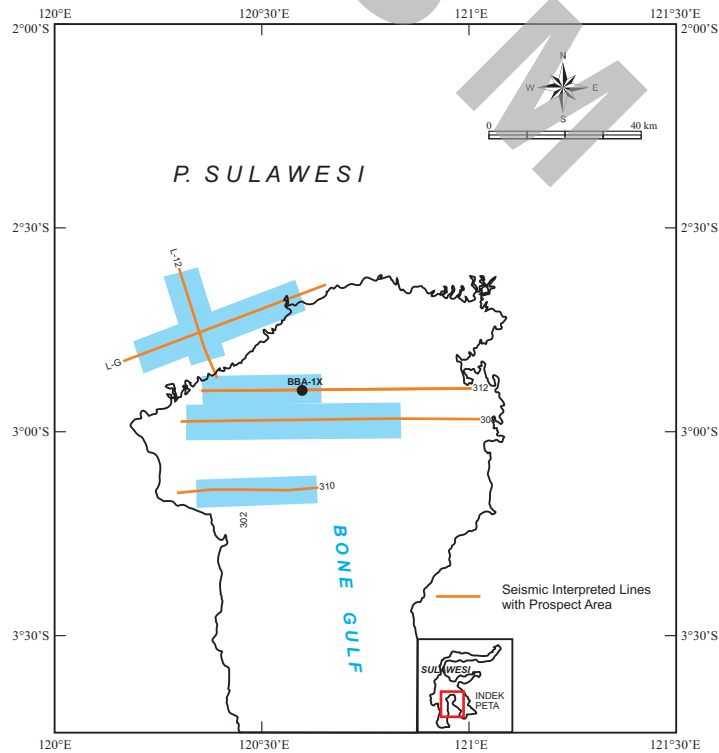 120°E 120°30'E 121°E 121°30'E
2°00'S 2°00'S
N
W E
S
0 40 km
P. SULAWESI
2°30'S 2°30'S
L-12
L-G
BBA-1X
312
3°00'S 3°00'S
310
302
BONE GULF
Seismic Interpreted Lines
with Prospect Area
3°30'S 3°30'S
SULAWESI
INDEK
PETA
120°E 120°30'E 121°E 121°30'E